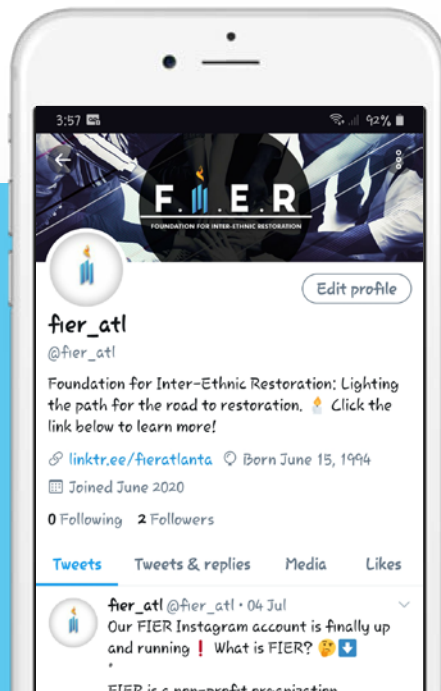 3:57 92%
F.I.E.R
FOUNDATION FOR INTER-ETHNIC RESTORATION
Edit profile
fier_atl
@fier_atl
Foundation for Inter-Ethnic Restoration: Lighting
the path for the road to restoration. 🕯️ Click the
link below to learn more!
linktr.ee/fieratlanta Born June 15, 1994
Joined June 2020
0 Following 2 Followers
Tweets Tweets & replies Media Likes
fier_atl @fier_atl · 04 Jul
Our FIER Instagram account is finally up
and running❗ What is FIER? 🤔⬇️
•
FIER is a non-profit organization